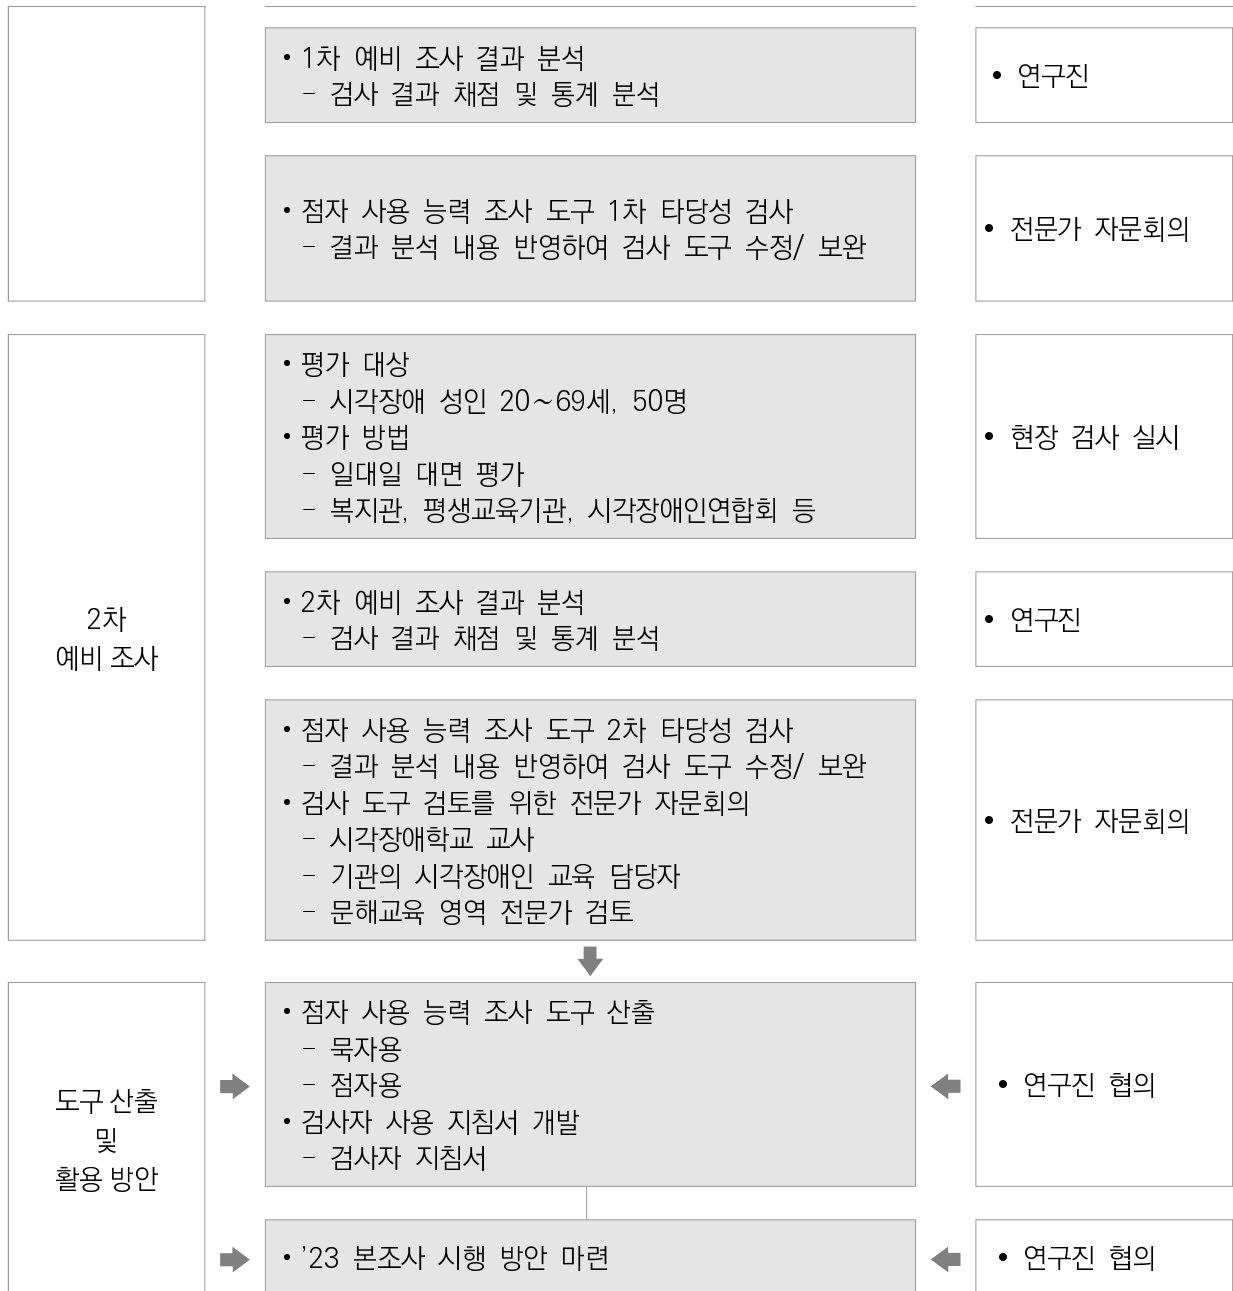 • 1차 예비 조사 결과 분석
– 검사 결과 채점 및 통계 분석
• 연구진
• 점자 사용 능력 조사 도구 1차 타당성 검사
– 결과 분석 내용 반영하여 검사 도구 수정/ 보완
• 전문가 자문회의
2차
예비 조사
• 평가 대상
– 시각장애 성인 20～69세, 50명
• 평가 방법
– 일대일 대면 평가
– 복지관, 평생교육기관, 시각장애인연합회 등
• 현장 검사 실시
• 2차 예비 조사 결과 분석
– 검사 결과 채점 및 통계 분석
• 연구진
• 점자 사용 능력 조사 도구 2차 타당성 검사
– 결과 분석 내용 반영하여 검사 도구 수정/ 보완
• 검사 도구 검토를 위한 전문가 자문회의
– 시각장애학교 교사
– 기관의 시각장애인 교육 담당자
– 문해교육 영역 전문가 검토
• 전문가 자문회의
도구 산출
및
활용 방안
• 점자 사용 능력 조사 도구 산출
– 묵자용
– 점자용
• 검사자 사용 지침서 개발
– 검사자 지침서
• 연구진 협의
• ’23 본조사 시행 방안 마련
• 연구진 협의